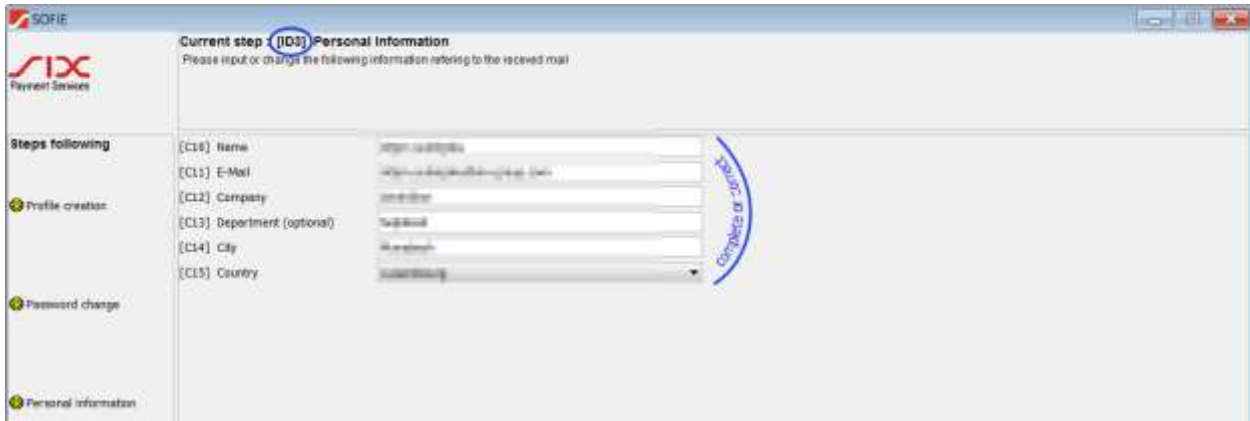 SOFiE
SIX
Payment Services
Current step : [ID3] Personal Information
Please input or change the following information refering to the receved mail
Steps following
Profile creation
Password change
Personal information
[C10] Name
[C11] E-Mail
[C12] Company
[C13] Department (optional)
[C14] City
[C15] Country
complete or correct